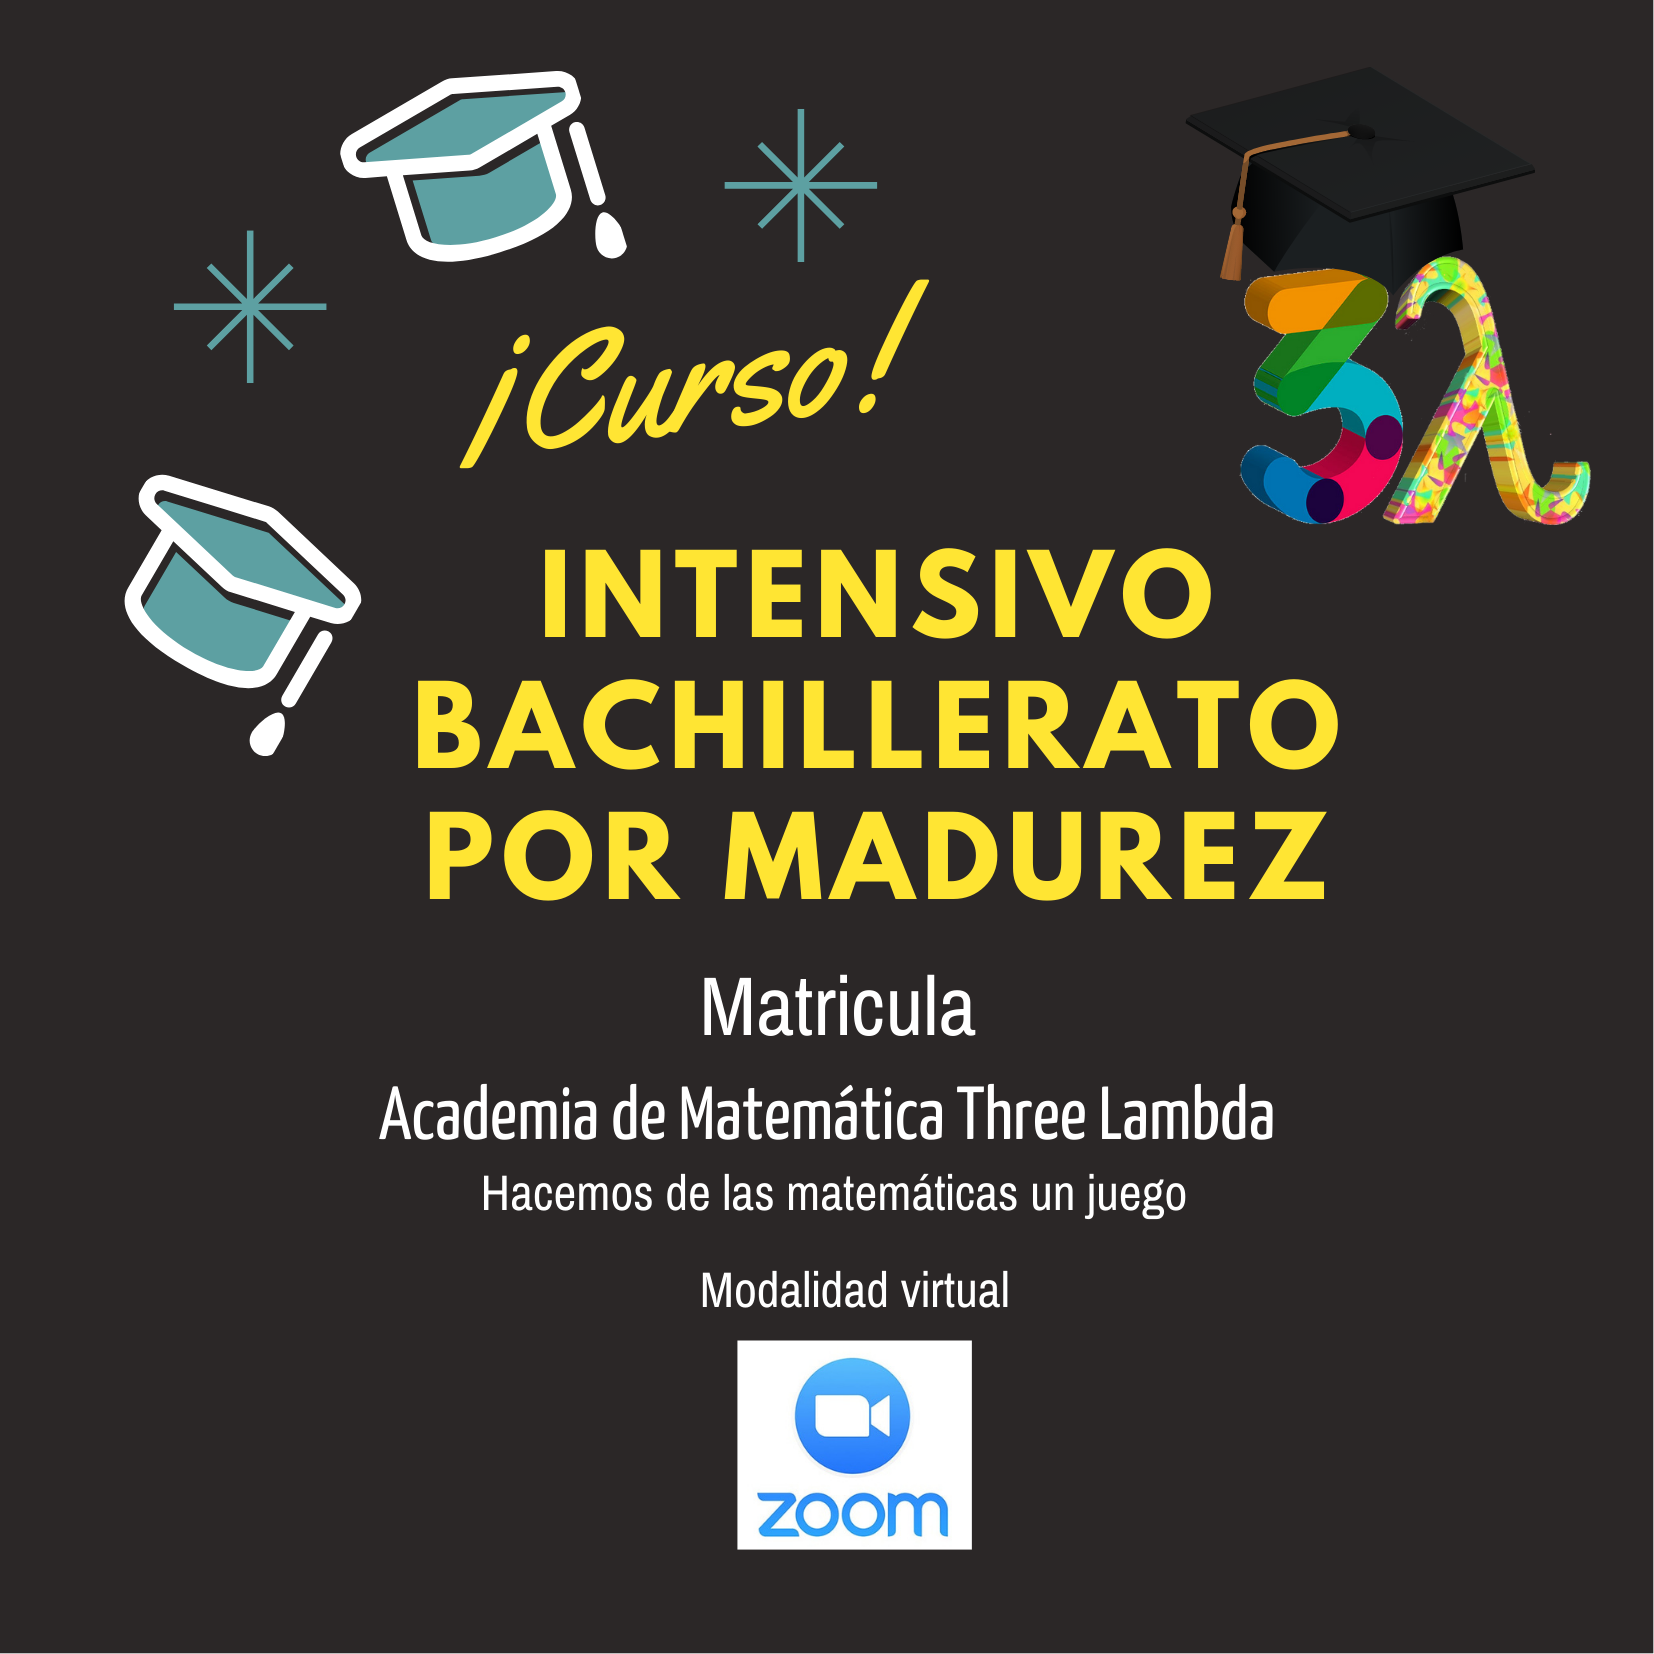 ¡Curso!
3λ
INTENSIVO
BACHILLERATO
POR MADUREZ
Matricula
Academia de Matemática Three Lambda
Hacemos de las matemáticas un juego
Modalidad virtual
zoom